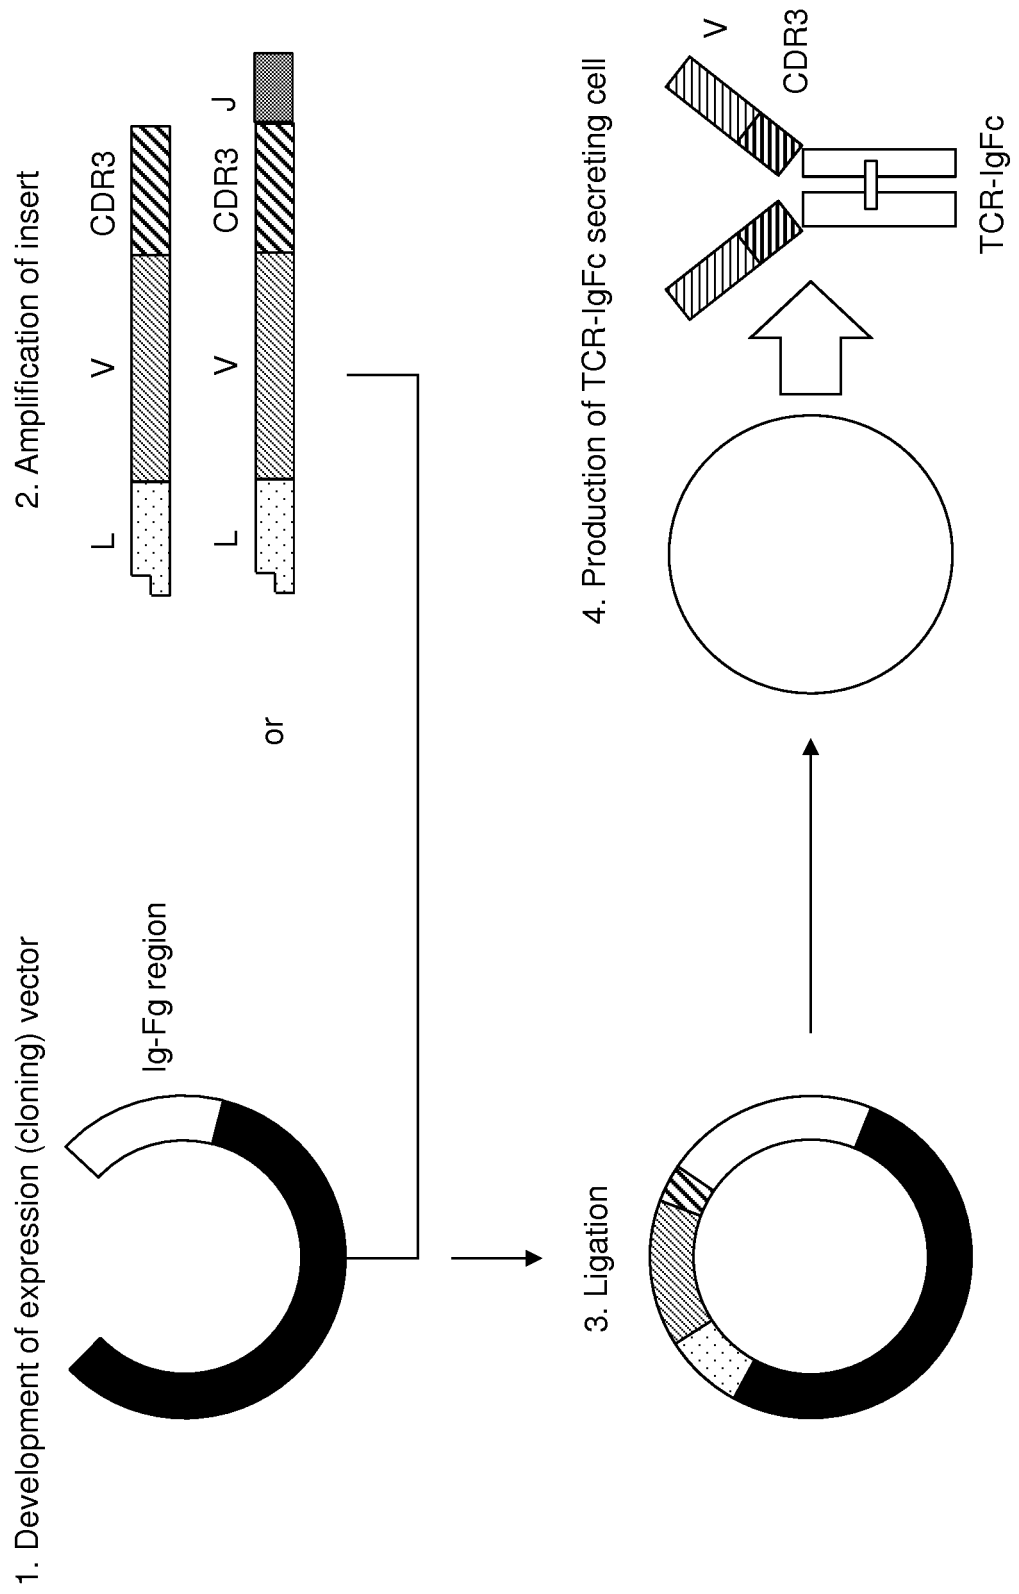 1. Development of expression (cloning) vector
Ig-Fg region
2. Amplification of insert
L V CDR3
or
L V CDR3 J
3. Ligation
4. Production of TCR-IgFc secreting cell
V
CDR3
TCR-IgFc